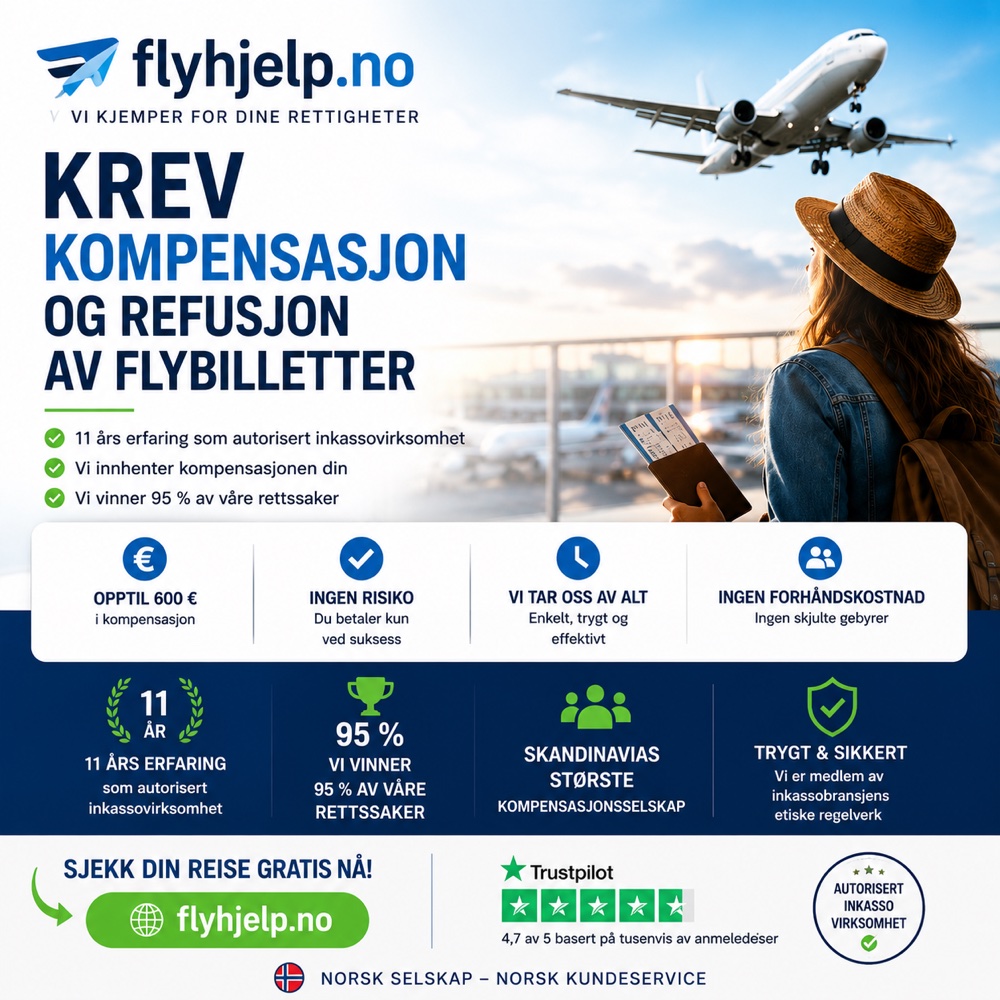 flyhjelp.no
VI KJEMPER FOR DINE RETTIGHETER
KREV
KOMPENSASJON
OG REFUSJON
AV FLYBILLETTER
11 års erfaring som autorisert inkassovirksomhet
Vi innhenter kompensasjonen din
Vi vinner 95 % av våre rettssaker
€
OPPTIL 600 €
i kompensasjon
INGEN RISIKO
Du betaler kun
ved suksess
VI TAR OSS AV ALT
Enkelt, trygt og
effektivt
INGEN FORHÅNDSKOSTNAD
Ingen skjulte gebyrer
11
ÅR
11 ÅRS ERFARING
som autorisert
inkassovirksomhet
95 %
VI VINNER
95 % AV VÅRE
RETTSSAKER
SKANDINAVIAS
STØRSTE
KOMPENSASJONSSELSKAP
TRYGT & SIKKERT
Vi er medlem av
inkassobransjens
etiske regelverk
SJEKK DIN REISE GRATIS NÅ!
flyhjelp.no
Trustpilot
4,7 av 5 basert på tusenvis av anmeledelser
AUTORISERT
INKASSO
VIRKSOMHET
NORSK SELSKAP – NORSK KUNDESERVICE